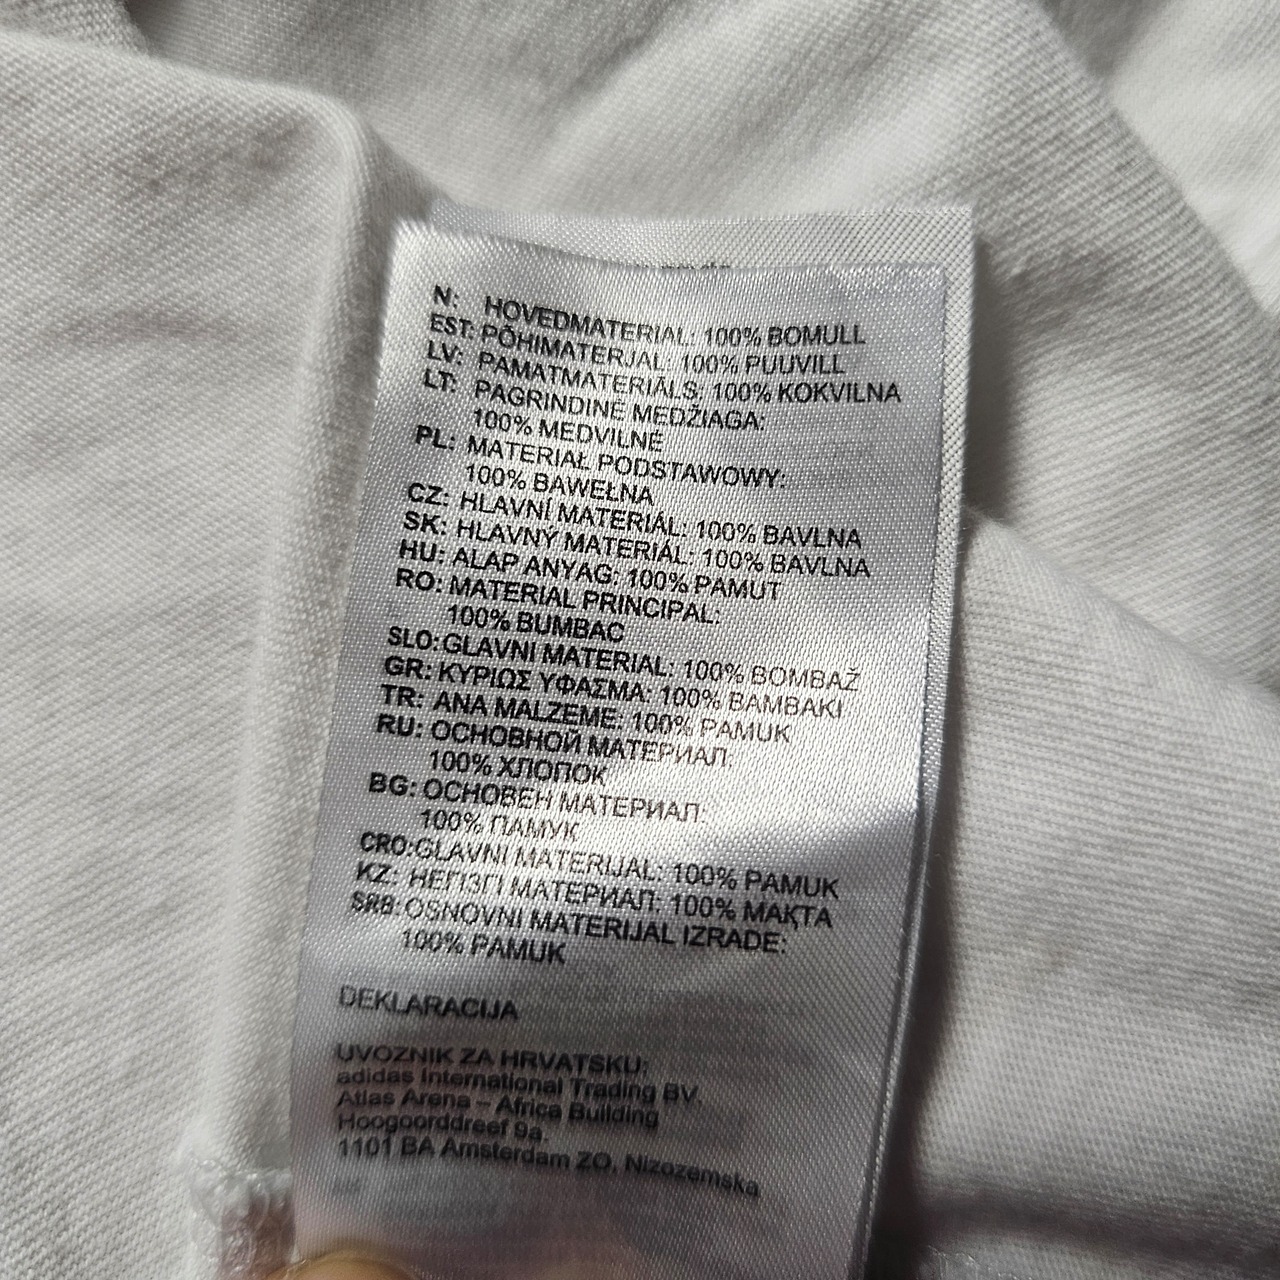 N: HOVEDMATERIAL: 100% BOMULL
EST: PÕHIMATERJAL: 100% PUUVILL
LV: PAMATMATERIĀLS: 100% KOKVILNA
LT: PAGRINDINĖ MEDŽIAGA:
100% MEDVILNĖ
PL: MATERIAŁ PODSTAWOWY:
100% BAWEŁNA
CZ: HLAVNÍ MATERIÁL: 100% BAVLNA
SK: HLAVNÝ MATERIÁL: 100% BAVLNA
HU: ALAP ANYAG: 100% PAMUT
RO: MATERIAL PRINCIPAL:
100% BUMBAC
SLO: GLAVNI MATERIAL: 100% BOMBAŽ
GR: ΚΥΡΙΩΣ ΥΦΑΣΜΑ: 100% ΒΑΜΒΑΚΙ
TR: ANA MALZEME: 100% PAMUK
RU: ОСНОВНОЙ МАТЕРИАЛ:
100% ХЛОПОК
BG: ОСНОВЕН МАТЕРИАЛ:
100% ПАМУК
CRO: GLAVNI MATERIJAL: 100% PAMUK
KZ: НЕГІЗГІ МАТЕРИАЛ: 100% МАҚТА
SRB: OSNOVNI MATERIJAL IZRADE:
100% PAMUK
DEKLARACIJA
UVOZNIK ZA HRVATSKU:
adidas International Trading BV.
Atlas Arena – Africa Building
Hoogoorddreef 9a.
1101 BA Amsterdam ZO, Nizozemska